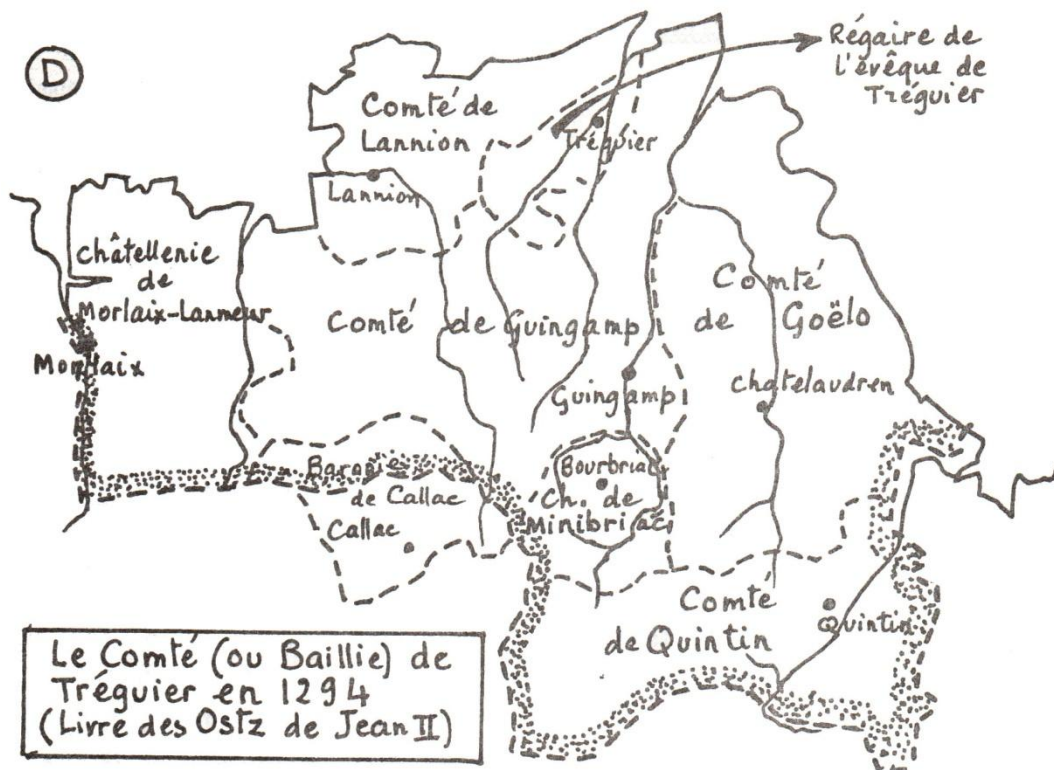 D
Régaire de
l'évêque de
Tréguier
Comté de
Lannion
Tréguier
Lannion
Châtellenie
de
Morlaix-Lanmeur
Morlaix
Comté de Guingamp
Guingamp
Comté
de Goëlo
Chatelaudren
Baronie
de Callac
Callac
Bourbriac
Ch. de
Minibriac
Comté
de Quintin
Quintin
Le Comté (ou Baillie) de
Tréguier en 1294
(Livre des Ostz de Jean II)